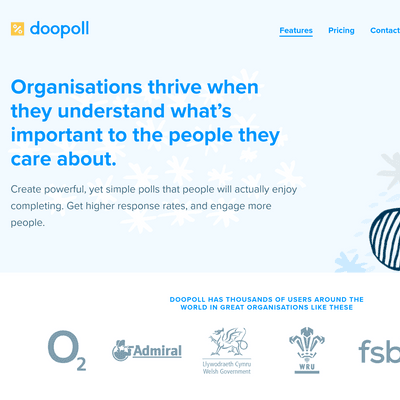 doopoll
Features
Pricing
Contact
Organisations thrive when
they understand what's
important to the people they
care about.
Create powerful, yet simple polls that people will actually enjoy
completing. Get higher response rates, and engage more
people.
DOOPOLL HAS THOUSANDS OF USERS AROUND THE
WORLD IN GREAT ORGANISATIONS LIKE THESE
O2
Admiral
Llywodraeth Cymru
Welsh Government
WRU
fsb